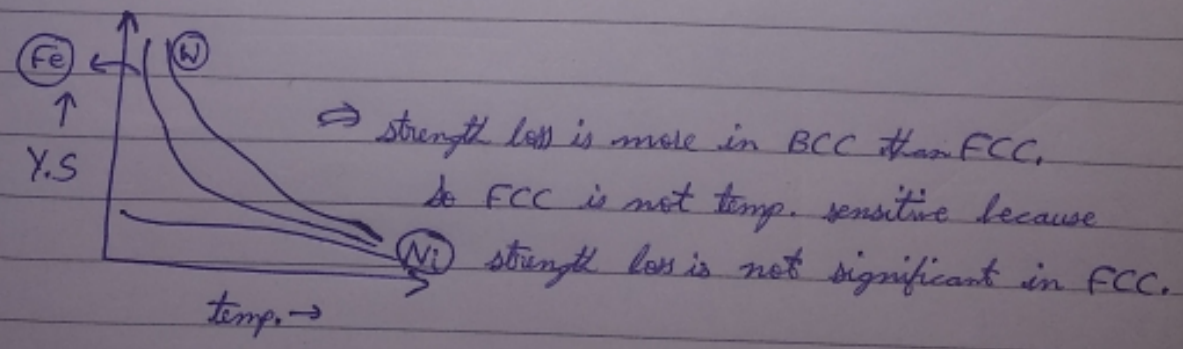 Fe
W
↑
Y.S
⇒ strength loss is more in BCC than FCC.
so FCC is not temp. sensitive because
Ni strength loss is not significant in FCC.
temp. →